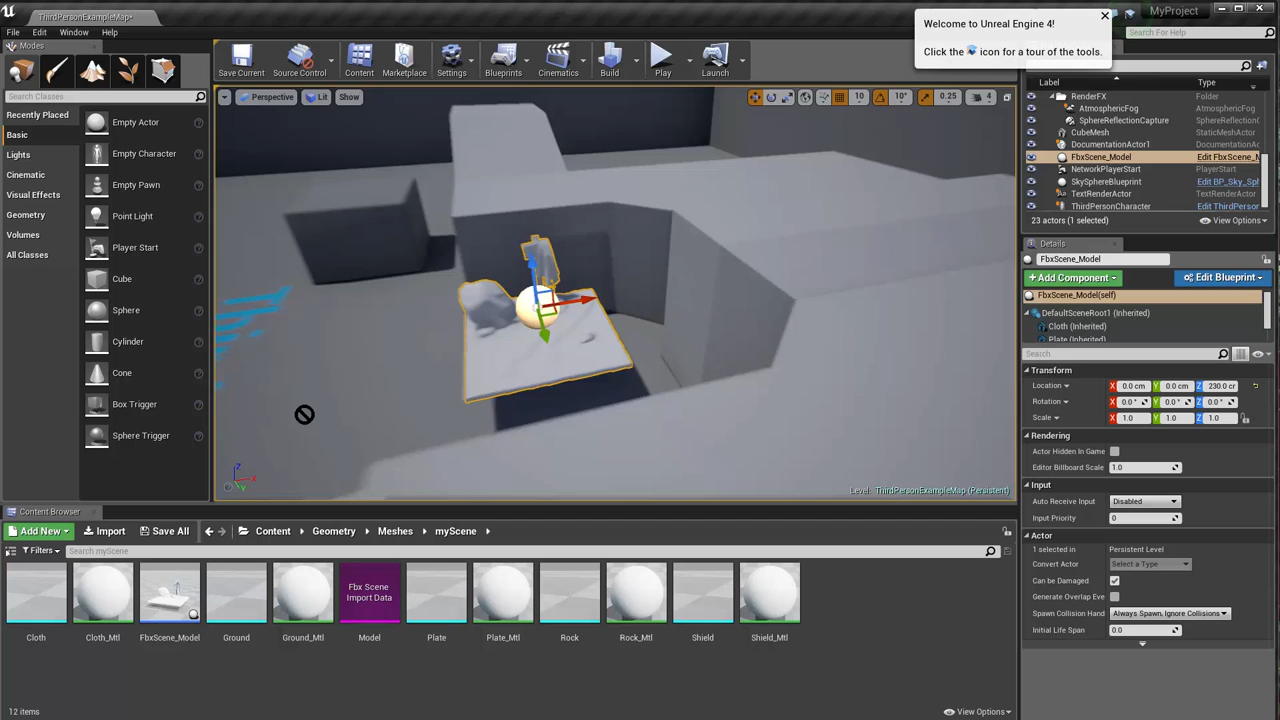 ThirdPersonExampleMap*
MyProject
Welcome to Unreal Engine 4!
Click the icon for a tour of the tools.
File Edit Window Help
Search For Help
Modes
Save Current
Source Control
Content
Marketplace
Settings
Blueprints
Cinematics
Build
Play
Launch
Search Classes
Recently Placed
Basic
Lights
Cinematic
Visual Effects
Geometry
Volumes
All Classes
Empty Actor
Empty Character
Empty Pawn
Point Light
Player Start
Cube
Sphere
Cylinder
Cone
Box Trigger
Sphere Trigger
Perspective Lit Show
10 10° 0.25 4
Level: ThirdPersonExampleMap (Persistent)
Label Type
RenderFX Folder
AtmosphericFog AtmosphericFog
SphereReflectionCapture SphereReflectionC
CubeMesh StaticMeshActor
DocumentationActor1 DocumentationAc
FbxScene_Model Edit FbxScene_M
NetworkPlayerStart PlayerStart
SkySphereBlueprint Edit BP_Sky_Sph
TextRenderActor TextRenderActor
ThirdPersonCharacter Edit ThirdPerson
23 actors (1 selected) View Options
Details
FbxScene_Model
Add Component Edit Blueprint
FbxScene_Model(self)
DefaultSceneRoot1 (Inherited)
Cloth (Inherited)
Plate (Inherited)
Search
Transform
Location X 0.0 cm Y 0.0 cm Z 230.0 cr
Rotation X 0.0 ° Y 0.0 ° Z 0.0 °
Scale X 1.0 Y 1.0 Z 1.0
Rendering
Actor Hidden In Game
Editor Billboard Scale 1.0
Input
Auto Receive Input Disabled
Input Priority 0
Actor
1 selected in Persistent Level
Convert Actor Select a Type
Can be Damaged
Generate Overlap Eve
Spawn Collision Hand Always Spawn, Ignore Collisions
Initial Life Span 0.0
Content Browser
Add New Import Save All Content Geometry Meshes myScene
Filters Search myScene
Fbx Scene
Import Data
Cloth Cloth_Mtl FbxScene_Model Ground Ground_Mtl Model Plate Plate_Mtl Rock Rock_Mtl Shield Shield_Mtl
12 items View Options